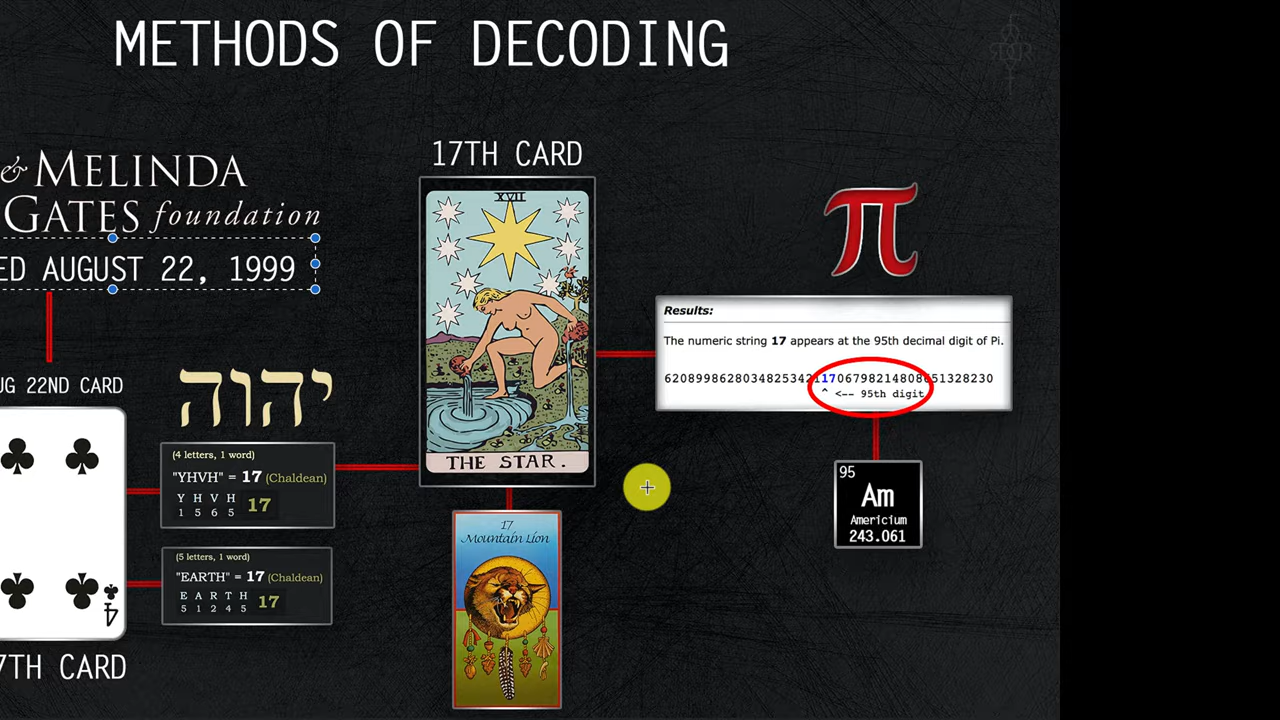 METHODS OF DECODING
& MELINDA
GATES foundation
ED AUGUST 22, 1999
UG 22ND CARD
4
7TH CARD
יהוה
(4 letters, 1 word)
"YHVH" = 17 (Chaldean)
Y H V H
1 5 6 5 17
(5 letters, 1 word)
"EARTH" = 17 (Chaldean)
E A R T H
5 1 2 4 5 17
17TH CARD
XVII
THE STAR.
17
Mountain Lion
π
Results:
The numeric string 17 appears at the 95th decimal digit of Pi.
620899862803482534211706798214808651328230
^ <-- 95th digit
95
Am
Americium
243.061